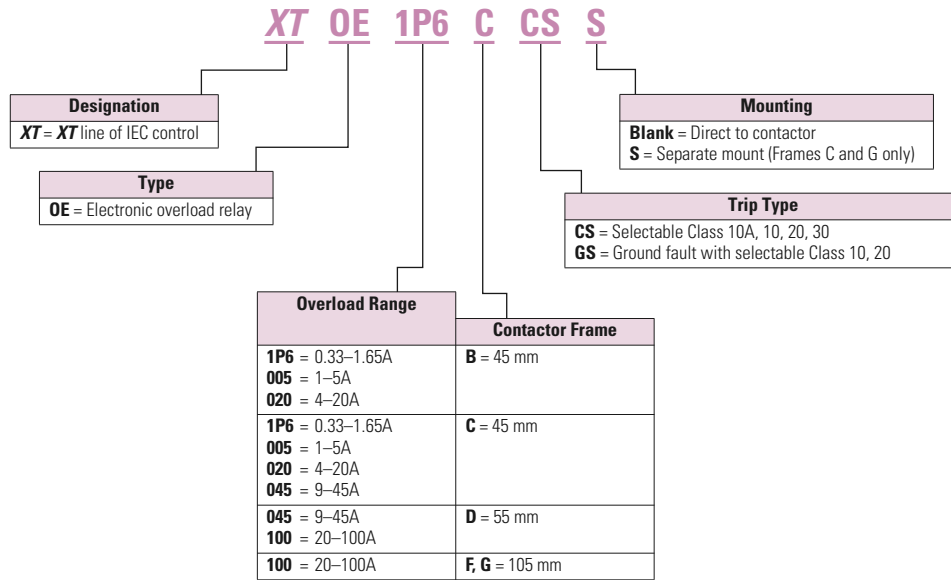 XT OE 1P6 C CS S
Designation
XT = XT line of IEC control
Type
OE = Electronic overload relay
Mounting
Blank = Direct to contactor
S = Separate mount (Frames C and G only)
Trip Type
CS = Selectable Class 10A, 10, 20, 30
GS = Ground fault with selectable Class 10, 20
Overload Range
Contactor Frame
1P6 = 0.33–1.65A
005 = 1–5A
020 = 4–20A
B = 45 mm
1P6 = 0.33–1.65A
005 = 1–5A
020 = 4–20A
045 = 9–45A
C = 45 mm
045 = 9–45A
100 = 20–100A
D = 55 mm
100 = 20–100A
F, G = 105 mm